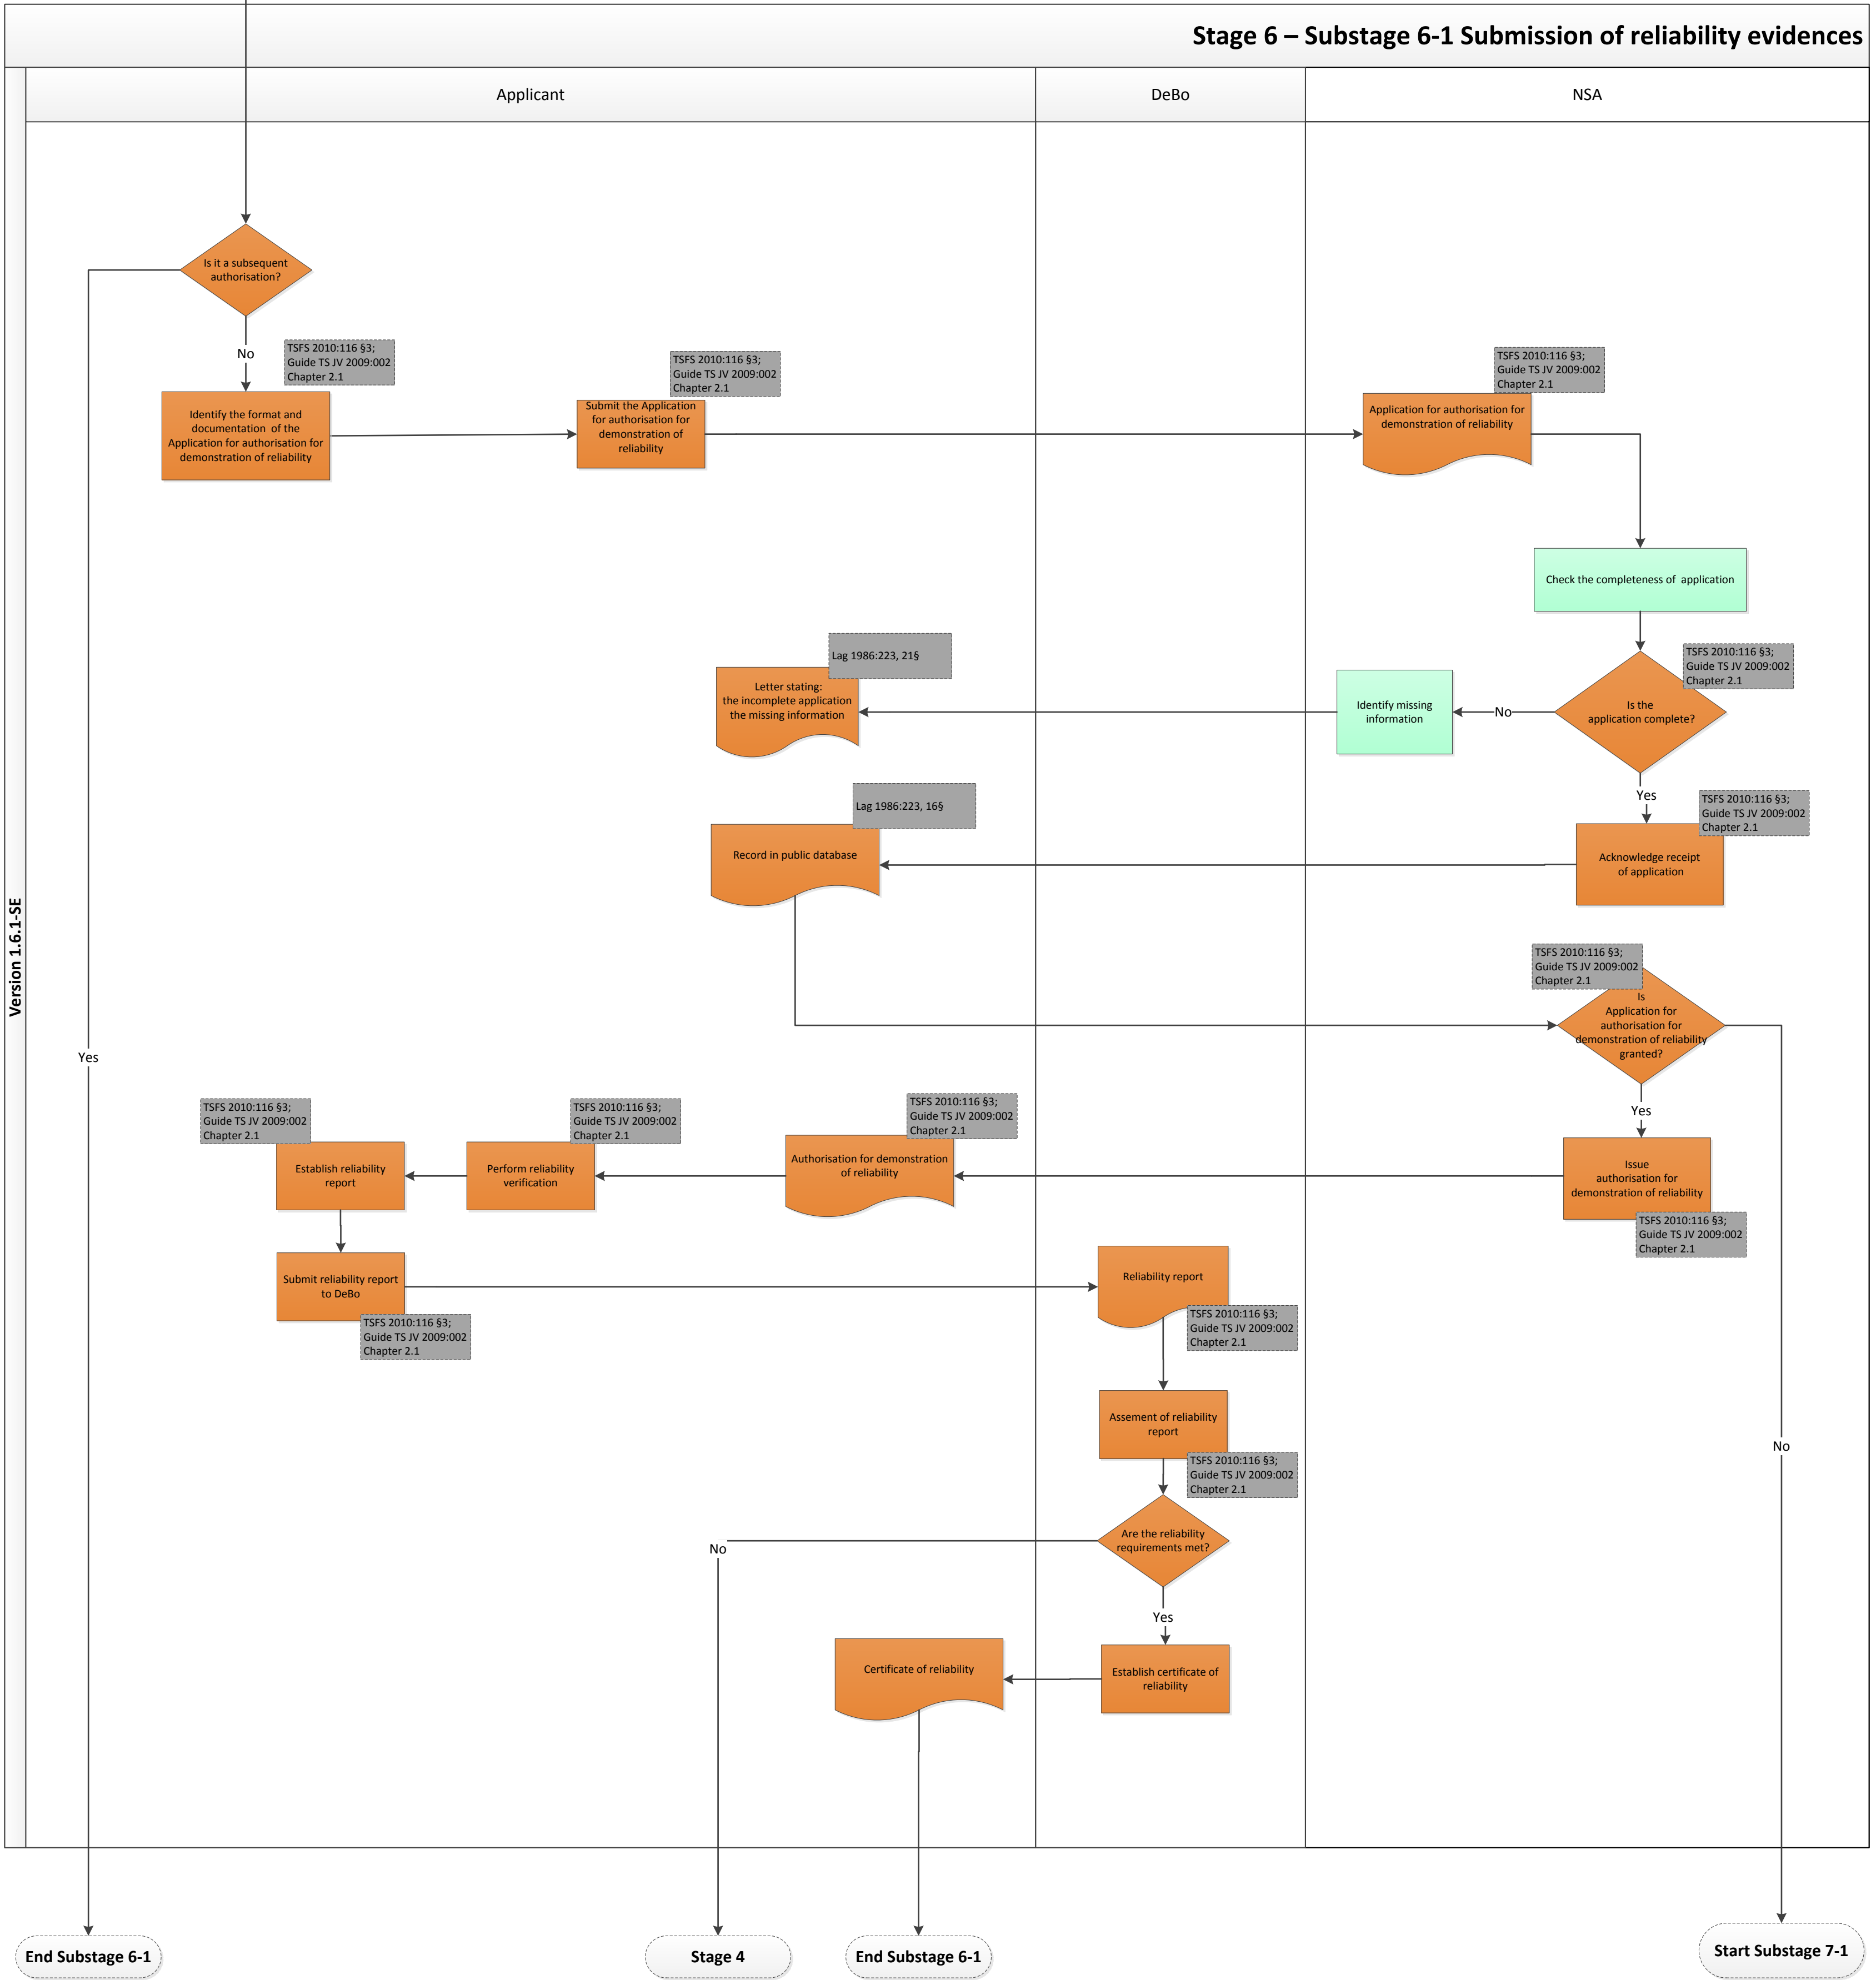 Stage 6 – Substage 6-1 Submission of reliability evidences
Applicant
DeBo
NSA
Version 1.6.1-SE
Is it a subsequent
authorisation?
No
TSFS 2010:116 §3;
Guide TS JV 2009:002
Chapter 2.1
Identify the format and
documentation of the
Application for authorisation for
demonstration of reliability
TSFS 2010:116 §3;
Guide TS JV 2009:002
Chapter 2.1
Submit the Application
for authorisation for
demonstration of
reliability
TSFS 2010:116 §3;
Guide TS JV 2009:002
Chapter 2.1
Application for authorisation for
demonstration of reliability
Check the completeness of application
TSFS 2010:116 §3;
Guide TS JV 2009:002
Chapter 2.1
Is the
application complete?
No
Identify missing
information
Lag 1986:223, 21§
Letter stating:
the incomplete application
the missing information
Yes
TSFS 2010:116 §3;
Guide TS JV 2009:002
Chapter 2.1
Acknowledge receipt
of application
Lag 1986:223, 16§
Record in public database
TSFS 2010:116 §3;
Guide TS JV 2009:002
Chapter 2.1
Is
Application for
authorisation for
demonstration of reliability
granted?
Yes
Yes
TSFS 2010:116 §3;
Guide TS JV 2009:002
Chapter 2.1
Establish reliability
report
TSFS 2010:116 §3;
Guide TS JV 2009:002
Chapter 2.1
Perform reliability
verification
TSFS 2010:116 §3;
Guide TS JV 2009:002
Chapter 2.1
Authorisation for demonstration
of reliability
Issue
authorisation for
demonstration of reliability
TSFS 2010:116 §3;
Guide TS JV 2009:002
Chapter 2.1
Submit reliability report
to DeBo
TSFS 2010:116 §3;
Guide TS JV 2009:002
Chapter 2.1
Reliability report
TSFS 2010:116 §3;
Guide TS JV 2009:002
Chapter 2.1
Assement of reliability
report
TSFS 2010:116 §3;
Guide TS JV 2009:002
Chapter 2.1
No
Are the reliability
requirements met?
No
Yes
Certificate of reliability
Establish certificate of
reliability
End Substage 6-1
Stage 4
End Substage 6-1
Start Substage 7-1